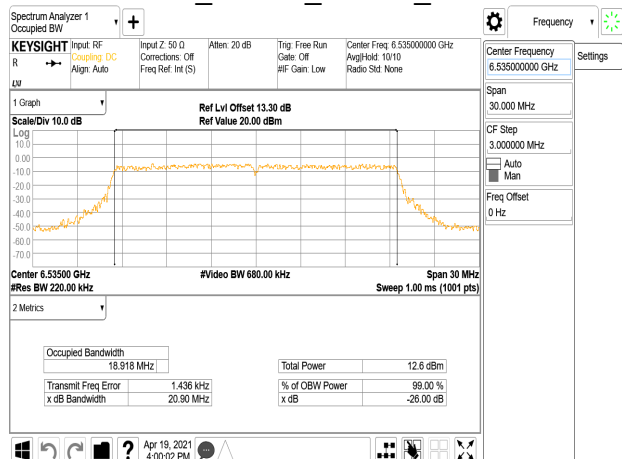 Spectrum Analyzer 1
Occupied BW
Frequency
KEYSIGHT
R
Input: RF
Coupling: DC
Align: Auto
Input Z: 50 Ω
Corrections: Off
Freq Ref: Int (S)
Atten: 20 dB
Trig: Free Run
Gate: Off
#IF Gain: Low
Center Freq: 6.535000000 GHz
Avg|Hold: 10/10
Radio Std: None
Center Frequency
6.535000000 GHz
Settings
Span
30.000 MHz
CF Step
3.000000 MHz
Auto
Man
Freq Offset
0 Hz
1 Graph
Scale/Div 10.0 dB
Ref Lvl Offset 13.30 dB
Ref Value 20.00 dBm
Log
10.0
0.00
-10.0
-20.0
-30.0
-40.0
-50.0
-60.0
-70.0
Center 6.53500 GHz
#Video BW 680.00 kHz
Span 30 MHz
#Res BW 220.00 kHz
Sweep 1.00 ms (1001 pts)
2 Metrics
Occupied Bandwidth
18.918 MHz
Total Power 12.6 dBm
Transmit Freq Error 1.436 kHz
% of OBW Power 99.00 %
x dB Bandwidth 20.90 MHz
x dB -26.00 dB
Apr 19, 2021
4:00:02 PM